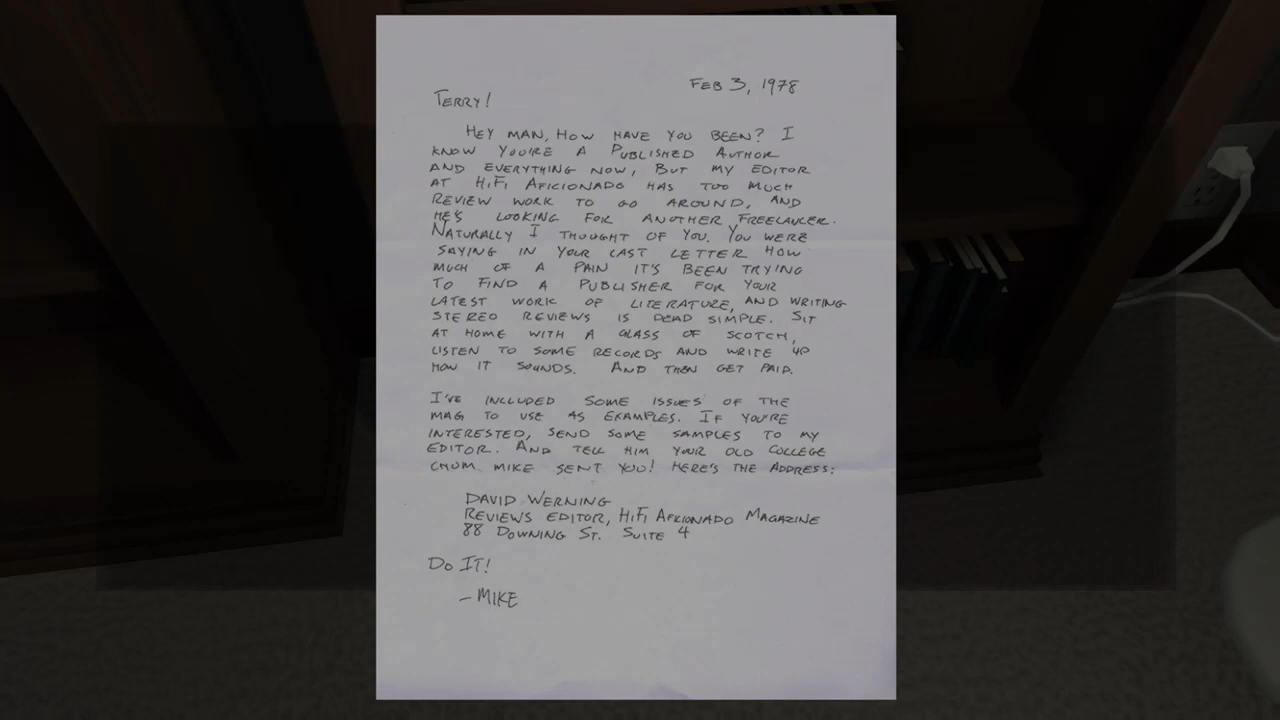 FEB 3, 1978
TERRY!
HEY MAN, HOW HAVE YOU BEEN? I
KNOW YOU'RE A PUBLISHED AUTHOR
AND EVERYTHING NOW, BUT MY EDITOR
AT HIFI AFICIONADO HAS TOO MUCH
REVIEW WORK TO GO AROUND, AND
HE'S LOOKING FOR ANOTHER FREELANCER.
NATURALLY I THOUGHT OF YOU. YOU WERE
SAYING IN YOUR LAST LETTER HOW
MUCH OF A PAIN IT'S BEEN TRYING
TO FIND A PUBLISHER FOR YOUR
LATEST WORK OF LITERATURE, AND WRITING
STEREO REVIEWS IS DEAD SIMPLE. SIT
AT HOME WITH A GLASS OF SCOTCH,
LISTEN TO SOME RECORDS AND WRITE UP
HOW IT SOUNDS. AND THEN GET PAID.
I'VE INCLUDED SOME ISSUES OF THE
MAG TO USE AS EXAMPLES. IF YOU'RE
INTERESTED, SEND SOME SAMPLES TO MY
EDITOR. AND TELL HIM YOUR OLD COLLEGE
CHUM MIKE SENT YOU! HERE'S THE ADDRESS:
DAVID WERNING
REVIEWS EDITOR, HIFI AFICIONADO MAGAZINE
88 DOWNING ST. SUITE 4
DO IT!
– MIKE